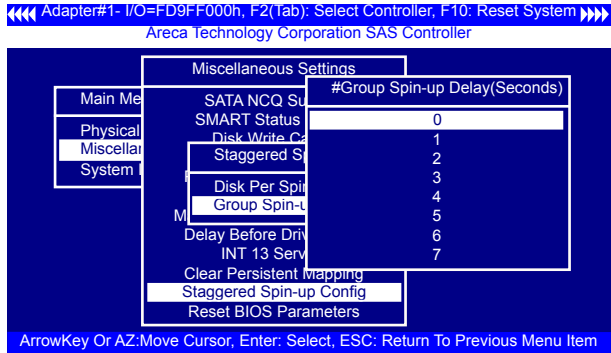 Adapter#1- I/O=FD9FF000h, F2(Tab): Select Controller, F10: Reset System
Areca Technology Corporation SAS Controller
Miscellaneous Settings
#Group Spin-up Delay(Seconds)
Main Me
SATA NCQ Su
SMART Status
0
Physical
Disk Write Ca
1
Miscellan
Staggered Sp
2
System
3
Disk Per Spin
4
Group Spin-u
5
M
Delay Before Driv
6
INT 13 Serv
7
Clear Persistent Mapping
Staggered Spin-up Config
Reset BIOS Parameters
ArrowKey Or AZ:Move Cursor, Enter: Select, ESC: Return To Previous Menu Item